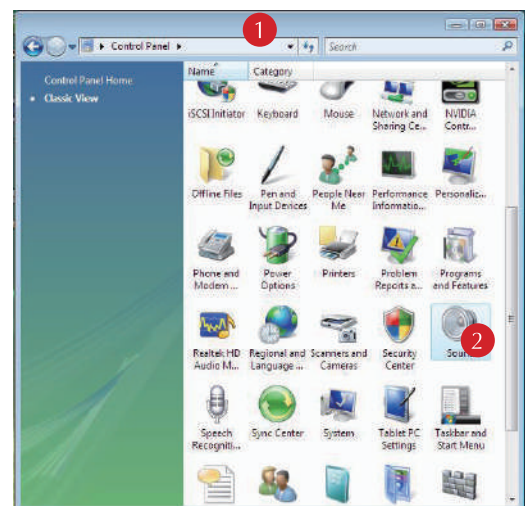 1
Control Panel
Search
Control Panel Home
Classic View
Name
Category
iSCSI Initiator
Keyboard
Mouse
Network and
Sharing Ce...
NVIDIA
Contr...
Offline Files
Pen and
Input Devices
People Near
Me
Performance
Informatio...
Personaliz...
Phone and
Modem ...
Power
Options
Printers
Problem
Reports a...
Programs
and Features
Realtek HD
Audio M...
Regional and
Language ...
Scanners and
Cameras
Security
Center
2
Speech
Recogniti...
Sync Center
System
Tablet PC
Settings
Taskbar and
Start Menu